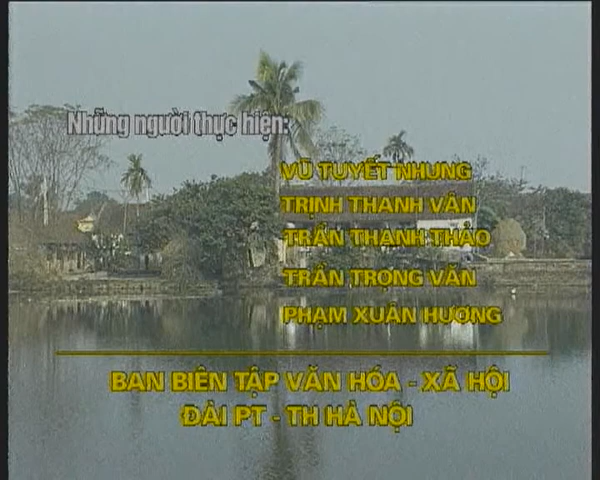 Những người thực hiện:
VŨ TUYẾT NHUNG
TRỊNH THANH VÂN
TRẦN THANH THẢO
TRẦN TRỌNG VĂN
PHẠM XUÂN HƯƠNG
BAN BIÊN TẬP VĂN HÓA - XÃ HỘI
ĐÀI PT - TH HÀ NỘI